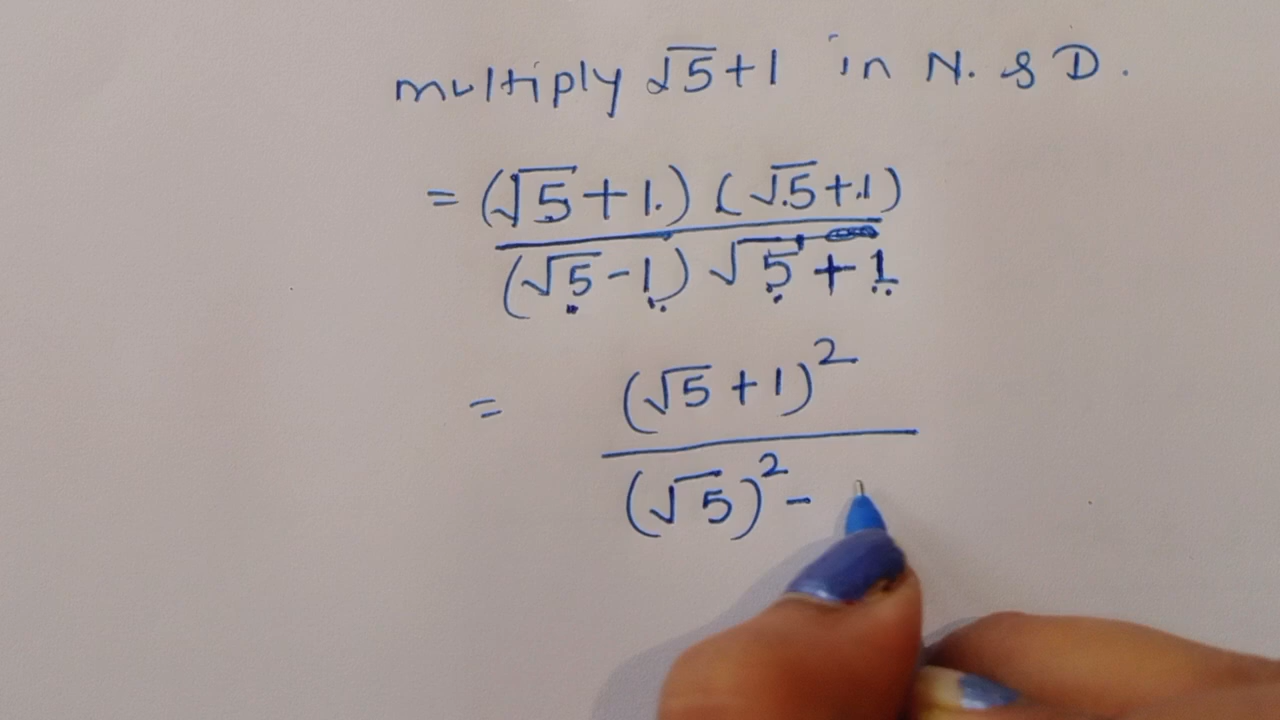 multiply √5+1 in N. & D.
= (√5+1.) (√.5+.1)
(√5-1) √5+1
= (√5+1)²
(√5)² -